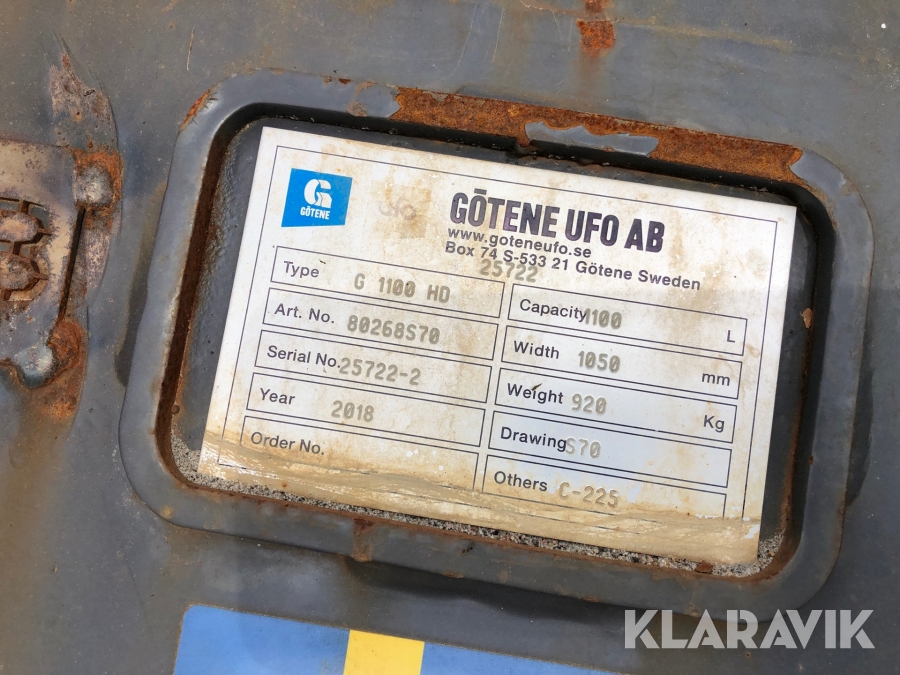 GÖTENE
GŌTENE UFO AB
www.goteneufo.se
Box 74 S-533 21 Götene Sweden
25722
Type G 1100 HD
Art. No. 80268S70
Serial No. 25722-2
Year 2018
Order No.
Capacity 1100 L
Width 1050 mm
Weight 920 Kg
Drawing S70
Others C-225
KLARAVIK